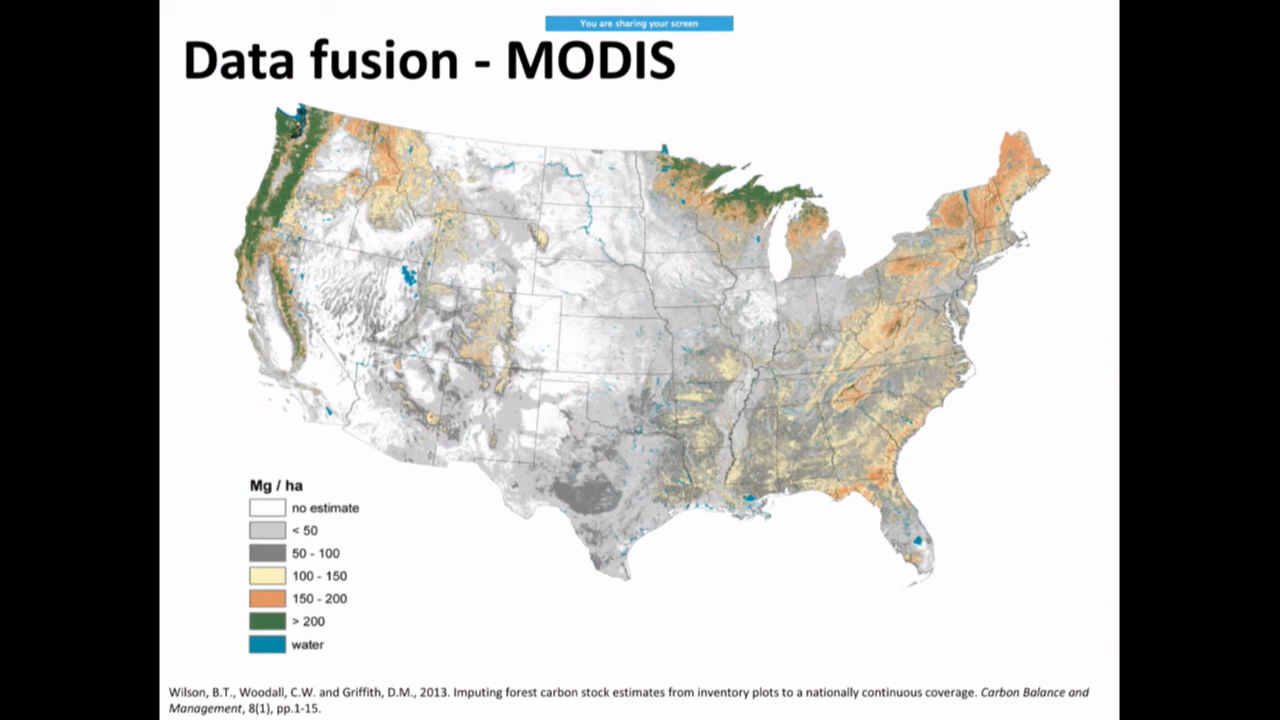 You are sharing your screen
Data fusion - MODIS
Mg / ha
no estimate
< 50
50 - 100
100 - 150
150 - 200
> 200
water
Wilson, B.T., Woodall, C.W. and Griffith, D.M., 2013. Imputing forest carbon stock estimates from inventory plots to a nationally continuous coverage. Carbon Balance and
Management, 8(1), pp.1-15.